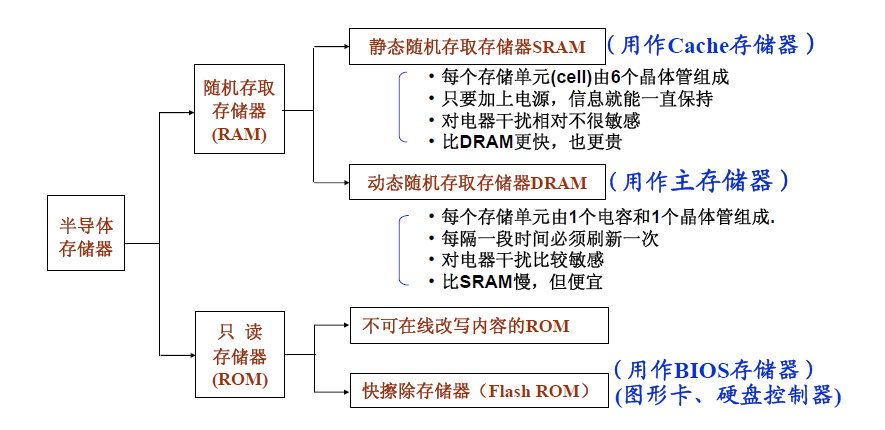 静态随机存取存储器SRAM
（用作Cache存储器）
• 每个存储单元(cell)由6个晶体管组成
• 只要加上电源，信息就能一直保持
• 对电器干扰相对不很敏感
• 比DRAM更快，也更贵
随机存取
存储器
(RAM)
动态随机存取存储器DRAM
（用作主存储器）
• 每个存储单元由1个电容和1个晶体管组成.
• 每隔一段时间必须刷新一次
• 对电器干扰比较敏感
• 比SRAM慢，但便宜
半导体
存储器
只 读
存储器
(ROM)
不可在线改写内容的ROM
快擦除存储器（Flash ROM）
（用作BIOS存储器）
(图形卡、硬盘控制器)